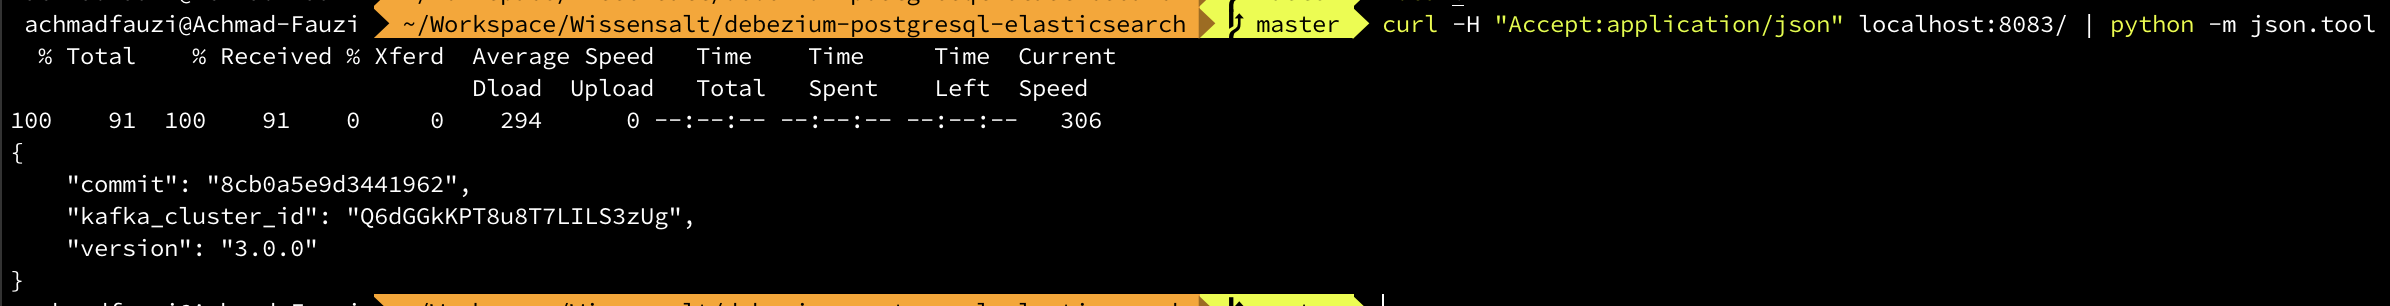 achmadfauzi@Achmad-Fauzi ~/Workspace/Wissensalt/debezium-postgresql-elasticsearch master curl -H "Accept:application/json" localhost:8083/ | python -m json.tool
% Total % Received % Xferd Average Speed Time Time Time Current
Dload Upload Total Spent Left Speed
100 91 100 91 0 0 294 0 --:--:-- --:--:-- --:--:-- 306
{
"commit": "8cb0a5e9d3441962",
"kafka_cluster_id": "Q6dGGkKPT8u8T7LILS3zUg",
"version": "3.0.0"
}